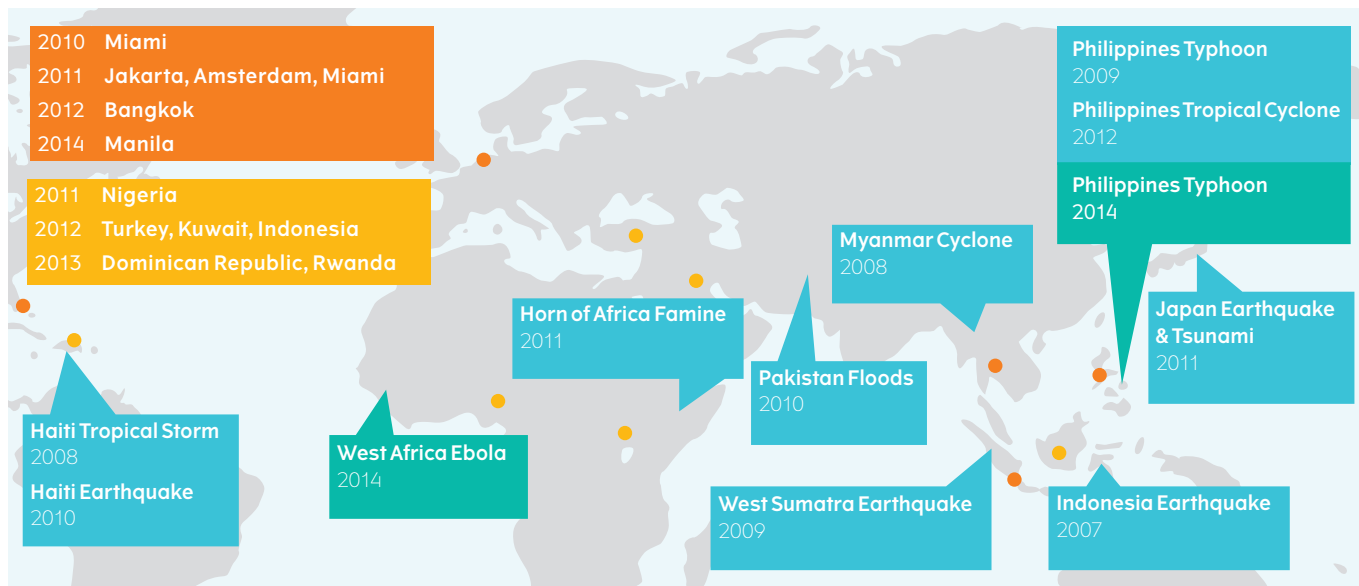 2010 Miami
2011 Jakarta, Amsterdam, Miami
2012 Bangkok
2014 Manila
2011 Nigeria
2012 Turkey, Kuwait, Indonesia
2013 Dominican Republic, Rwanda
Philippines Typhoon
2009
Philippines Tropical Cyclone
2012
Philippines Typhoon
2014
Myanmar Cyclone
2008
Horn of Africa Famine
2011
Japan Earthquake
& Tsunami
2011
Pakistan Floods
2010
Haiti Tropical Storm
2008
Haiti Earthquake
2010
West Africa Ebola
2014
West Sumatra Earthquake
2009
Indonesia Earthquake
2007